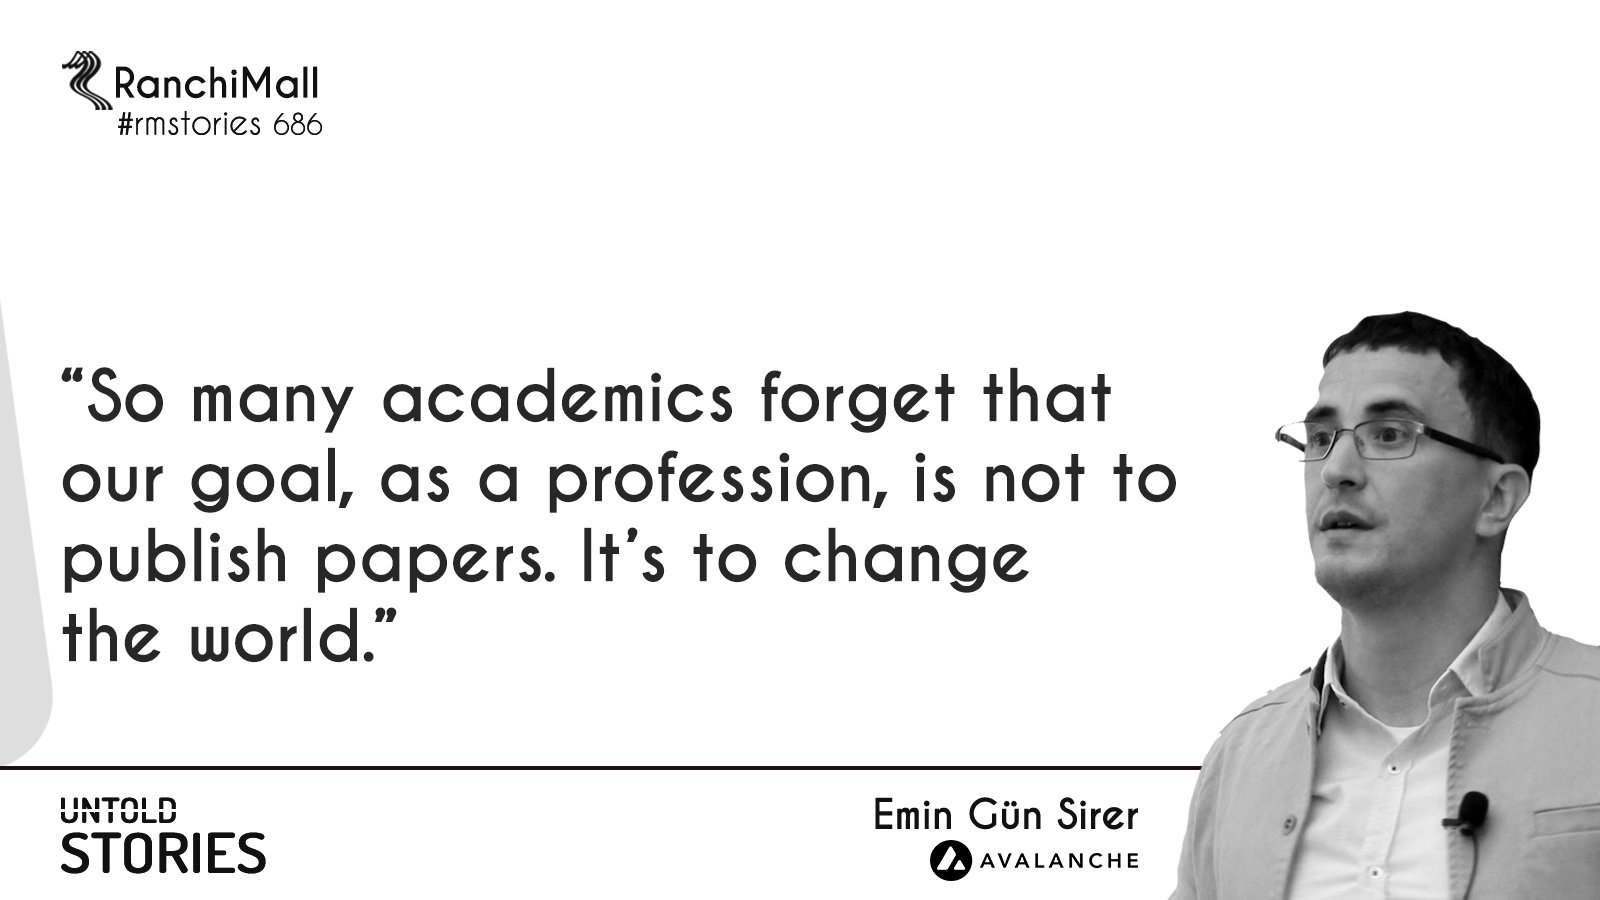 RanchiMall
#rmstories 686
“So many academics forget that
our goal, as a profession, is not to
publish papers. It’s to change
the world.”
UNTOLD
STORIES
Emin Gün Sirer
AVALANCHE